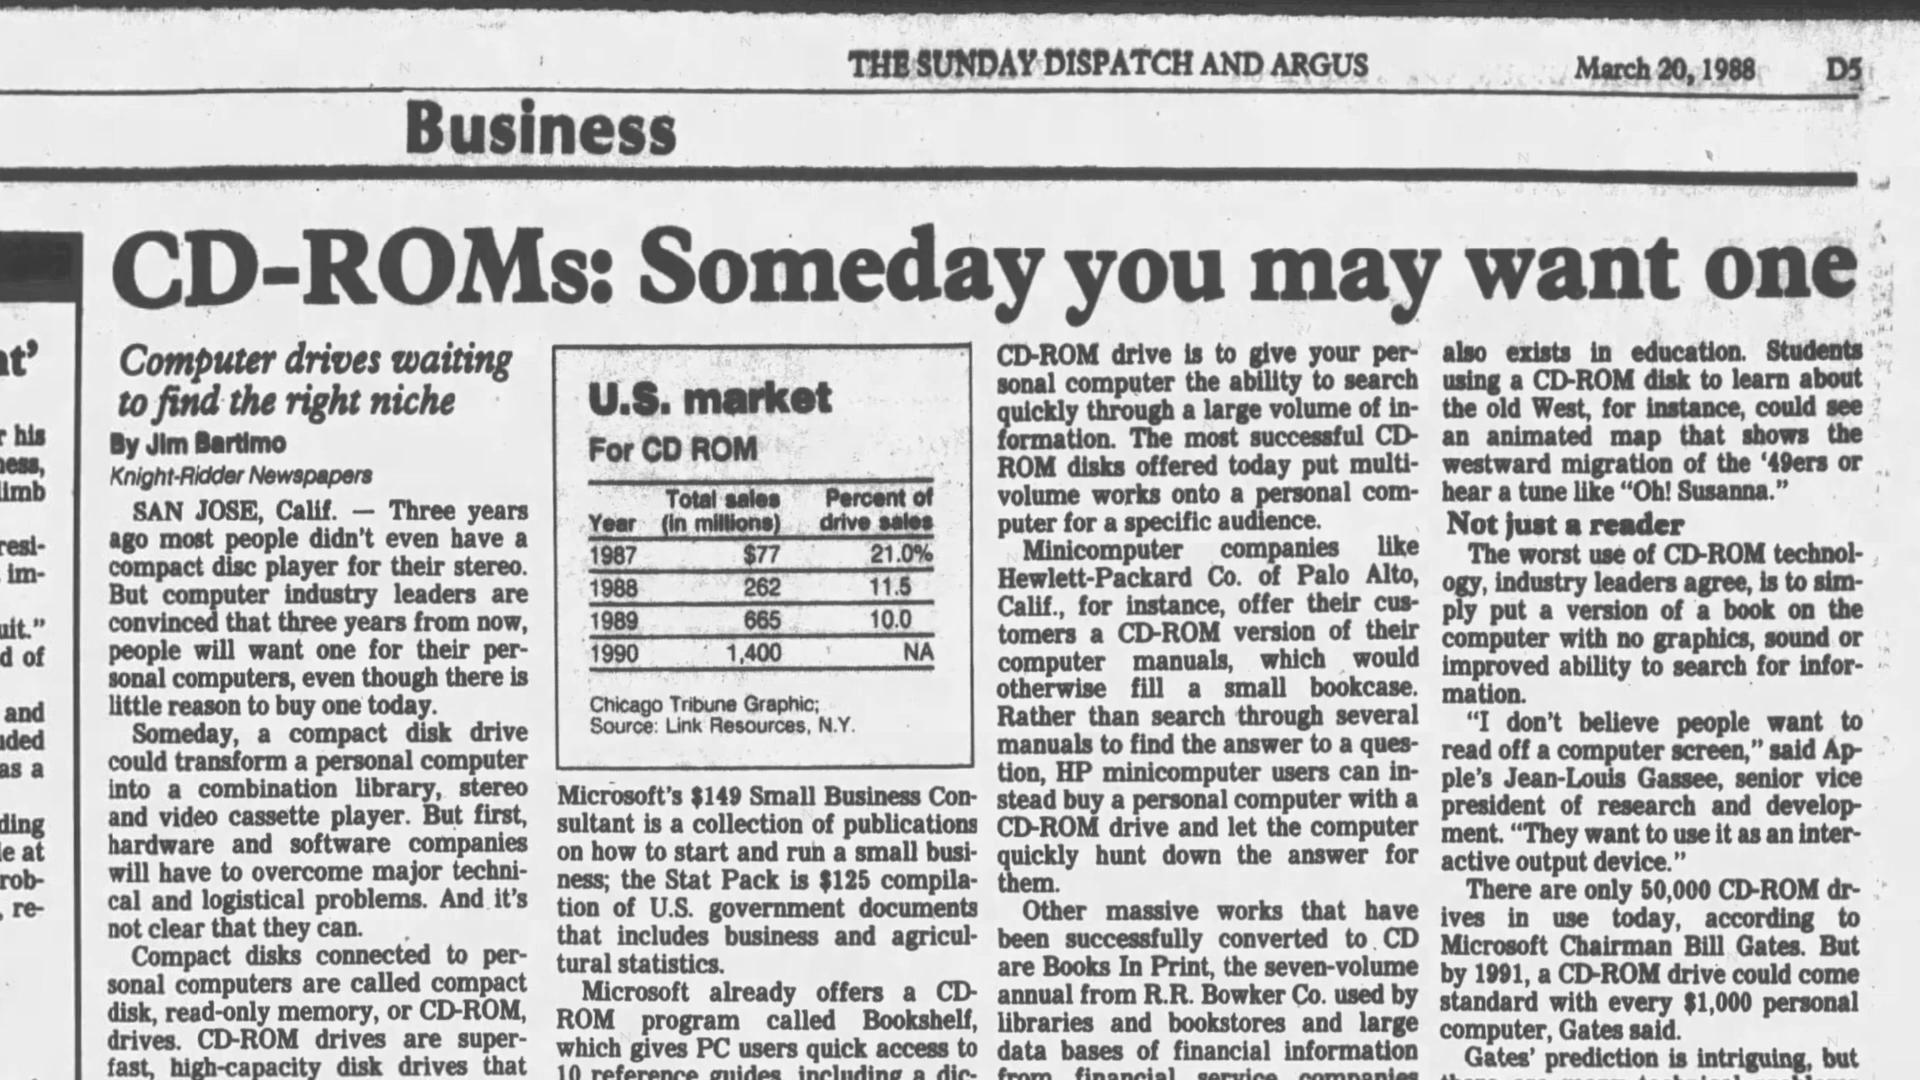 THE SUNDAY DISPATCH AND ARGUS March 20, 1988 D5
Business
CD-ROMs: Someday you may want one
t'
r his
ness,
limb
resi-
im-
uit."
d of
and
uded
as a
ding
le at
rob-
, re-
Computer drives waiting
to find the right niche
By Jim Bartimo
Knight-Ridder Newspapers
SAN JOSE, Calif. — Three years
ago most people didn't even have a
compact disc player for their stereo.
But computer industry leaders are
convinced that three years from now,
people will want one for their per-
sonal computers, even though there is
little reason to buy one today.
Someday, a compact disk drive
could transform a personal computer
into a combination library, stereo
and video cassette player. But first,
hardware and software companies
will have to overcome major techni-
cal and logistical problems. And it's
not clear that they can.
Compact disks connected to per-
sonal computers are called compact
disk, read-only memory, or CD-ROM,
drives. CD-ROM drives are super-
fast, high-capacity disk drives that
U.S. market
For CD ROM
Year Total sales (in millions) Percent of drive sales
1987 $77 21.0%
1988 262 11.5
1989 665 10.0
1990 1,400 NA
Chicago Tribune Graphic;
Source: Link Resources, N.Y.
Microsoft's $149 Small Business Con-
sultant is a collection of publications
on how to start and run a small busi-
ness; the Stat Pack is $125 compila-
tion of U.S. government documents
that includes business and agricul-
tural statistics.
Microsoft already offers a CD-
ROM program called Bookshelf,
which gives PC users quick access to
10 reference guides, including a dic-
CD-ROM drive is to give your per-
sonal computer the ability to search
quickly through a large volume of in-
formation. The most successful CD-
ROM disks offered today put multi-
volume works onto a personal com-
puter for a specific audience.
Minicomputer companies like
Hewlett-Packard Co. of Palo Alto,
Calif., for instance, offer their cus-
tomers a CD-ROM version of their
computer manuals, which would
otherwise fill a small bookcase.
Rather than search through several
manuals to find the answer to a ques-
tion, HP minicomputer users can in-
stead buy a personal computer with a
CD-ROM drive and let the computer
quickly hunt down the answer for
them.
Other massive works that have
been successfully converted to CD
are Books In Print, the seven-volume
annual from R.R. Bowker Co. used by
libraries and bookstores and large
data bases of financial information
from financial service companies
also exists in education. Students
using a CD-ROM disk to learn about
the old West, for instance, could see
an animated map that shows the
westward migration of the '49ers or
hear a tune like "Oh! Susanna."
Not just a reader
The worst use of CD-ROM technol-
ogy, industry leaders agree, is to sim-
ply put a version of a book on the
computer with no graphics, sound or
improved ability to search for infor-
mation.
"I don't believe people want to
read off a computer screen," said Ap-
ple's Jean-Louis Gassee, senior vice
president of research and develop-
ment. "They want to use it as an inter-
active output device."
There are only 50,000 CD-ROM dr-
ives in use today, according to
Microsoft Chairman Bill Gates. But
by 1991, a CD-ROM drive could come
standard with every $1,000 personal
computer, Gates said.
Gates' prediction is intriguing, but